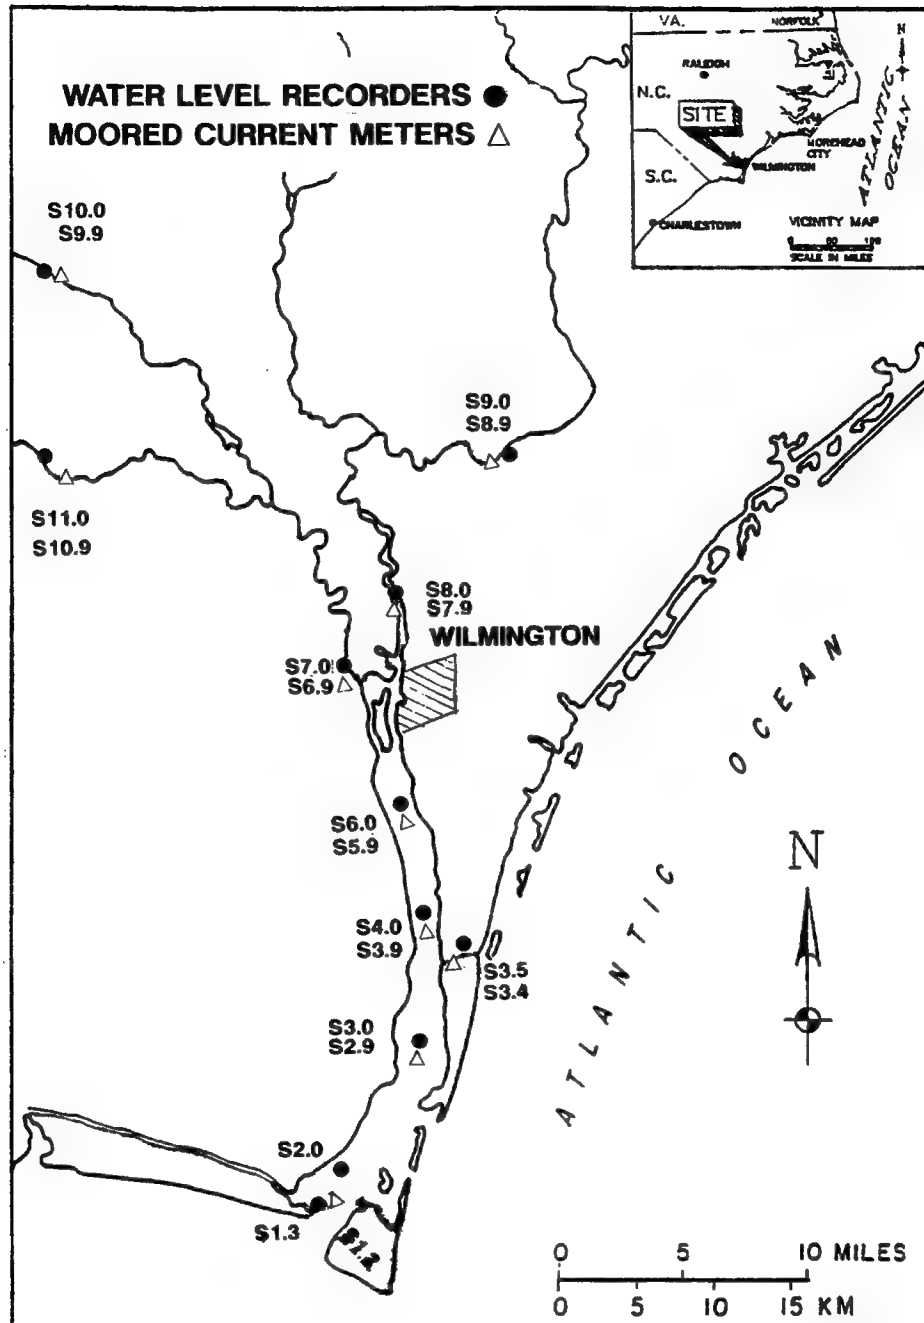 VA.
NORFOLK
N
RALEIGH
N.C.
SITE
MOREHEAD
CITY
WILMINGTON
S.C.
CHARLESTOWN
ATLANTIC
OCEAN
VICINITY MAP
0 50 100
SCALE IN MILES
WATER LEVEL RECORDERS
MOORED CURRENT METERS
S10.0
S9.9
S9.0
S8.9
S11.0
S10.9
S8.0
S7.9
WILMINGTON
S7.0
S6.9
S6.0
S5.9
S4.0
S3.9
S3.5
S3.4
S3.0
S2.9
S2.0
S1.3
S1.2
ATLANTIC OCEAN
N
0 5 10 MILES
0 5 10 15 KM